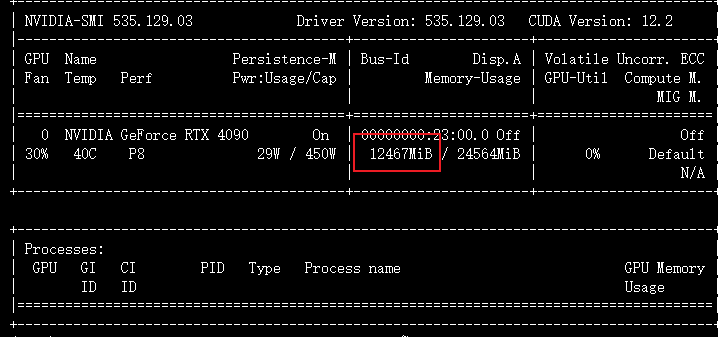 NVIDIA-SMI 535.129.03 Driver Version: 535.129.03 CUDA Version: 12.2
GPU Name Persistence-M | Bus-Id Disp.A | Volatile Uncorr. ECC
Fan Temp Perf Pwr:Usage/Cap | Memory-Usage | GPU-Util Compute M.
| | MIG M.
0 NVIDIA GeForce RTX 4090 On | 00000000:23:00.0 Off | Off
30% 40C P8 29W / 450W | 12467MiB / 24564MiB | 0% Default
| | N/A
Processes:
GPU GI CI PID Type Process name GPU Memory
ID ID Usage